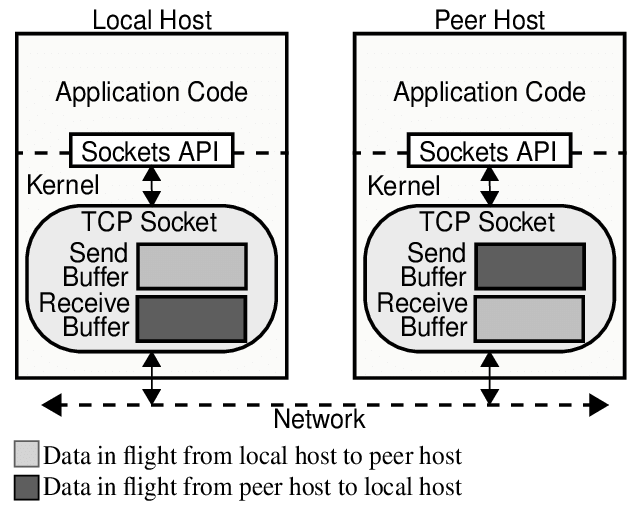 Local Host
Peer Host
Application Code
Application Code
Sockets API
Sockets API
Kernel
Kernel
TCP Socket
Send
Buffer
Receive
Buffer
TCP Socket
Send
Buffer
Receive
Buffer
Network
Data in flight from local host to peer host
Data in flight from peer host to local host